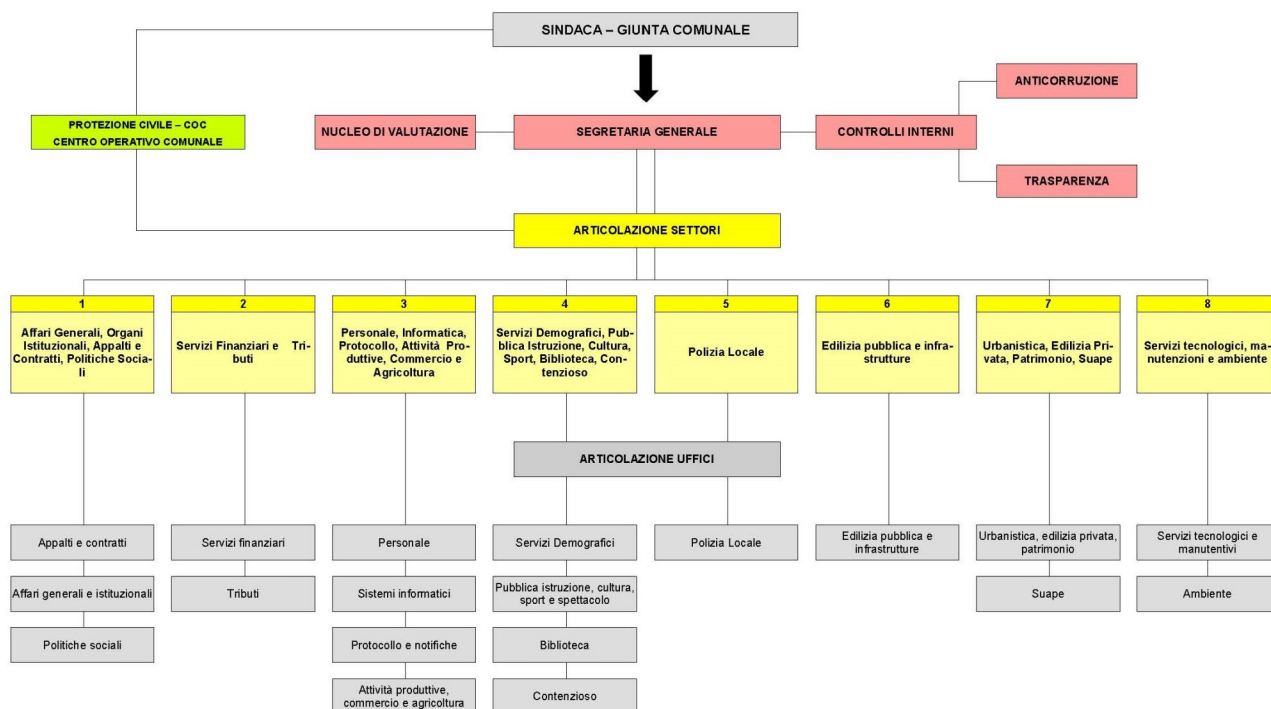 SINDACA – GIUNTA COMUNALE
ANTICORRUZIONE
PROTEZIONE CIVILE – COC
CENTRO OPERATIVO COMUNALE
NUCLEO DI VALUTAZIONE
SEGRETARIA GENERALE
CONTROLLI INTERNI
TRASPARENZA
ARTICOLAZIONE SETTORI
1
Affari Generali, Organi
Istituzionali, Appalti e
Contratti, Politiche Socia-
li
2
Servizi Finanziari e Tri-
buti
3
Personale, Informatica,
Protocollo, Attività Pro-
duttive, Commercio e
Agricoltura
4
Servizi Demografici, Pub-
blica Istruzione, Cultura,
Sport, Biblioteca, Con-
tenzioso
5
Polizia Locale
6
Edilizia pubblica e infra-
strutture
7
Urbanistica, Edilizia Pri-
vata, Patrimonio, Suape
8
Servizi tecnologici, ma-
nutenzioni e ambiente
ARTICOLAZIONE UFFICI
Appalti e contratti
Affari generali e istituzionali
Politiche sociali
Servizi finanziari
Tributi
Personale
Sistemi informatici
Protocollo e notifiche
Attività produttive,
commercio e agricoltura
Servizi Demografici
Pubblica istruzione, cultura,
sport e spettacolo
Biblioteca
Contenzioso
Polizia Locale
Edilizia pubblica e
infrastrutture
Urbanistica, edilizia privata,
patrimonio
Suape
Servizi tecnologici e
manutentivi
Ambiente